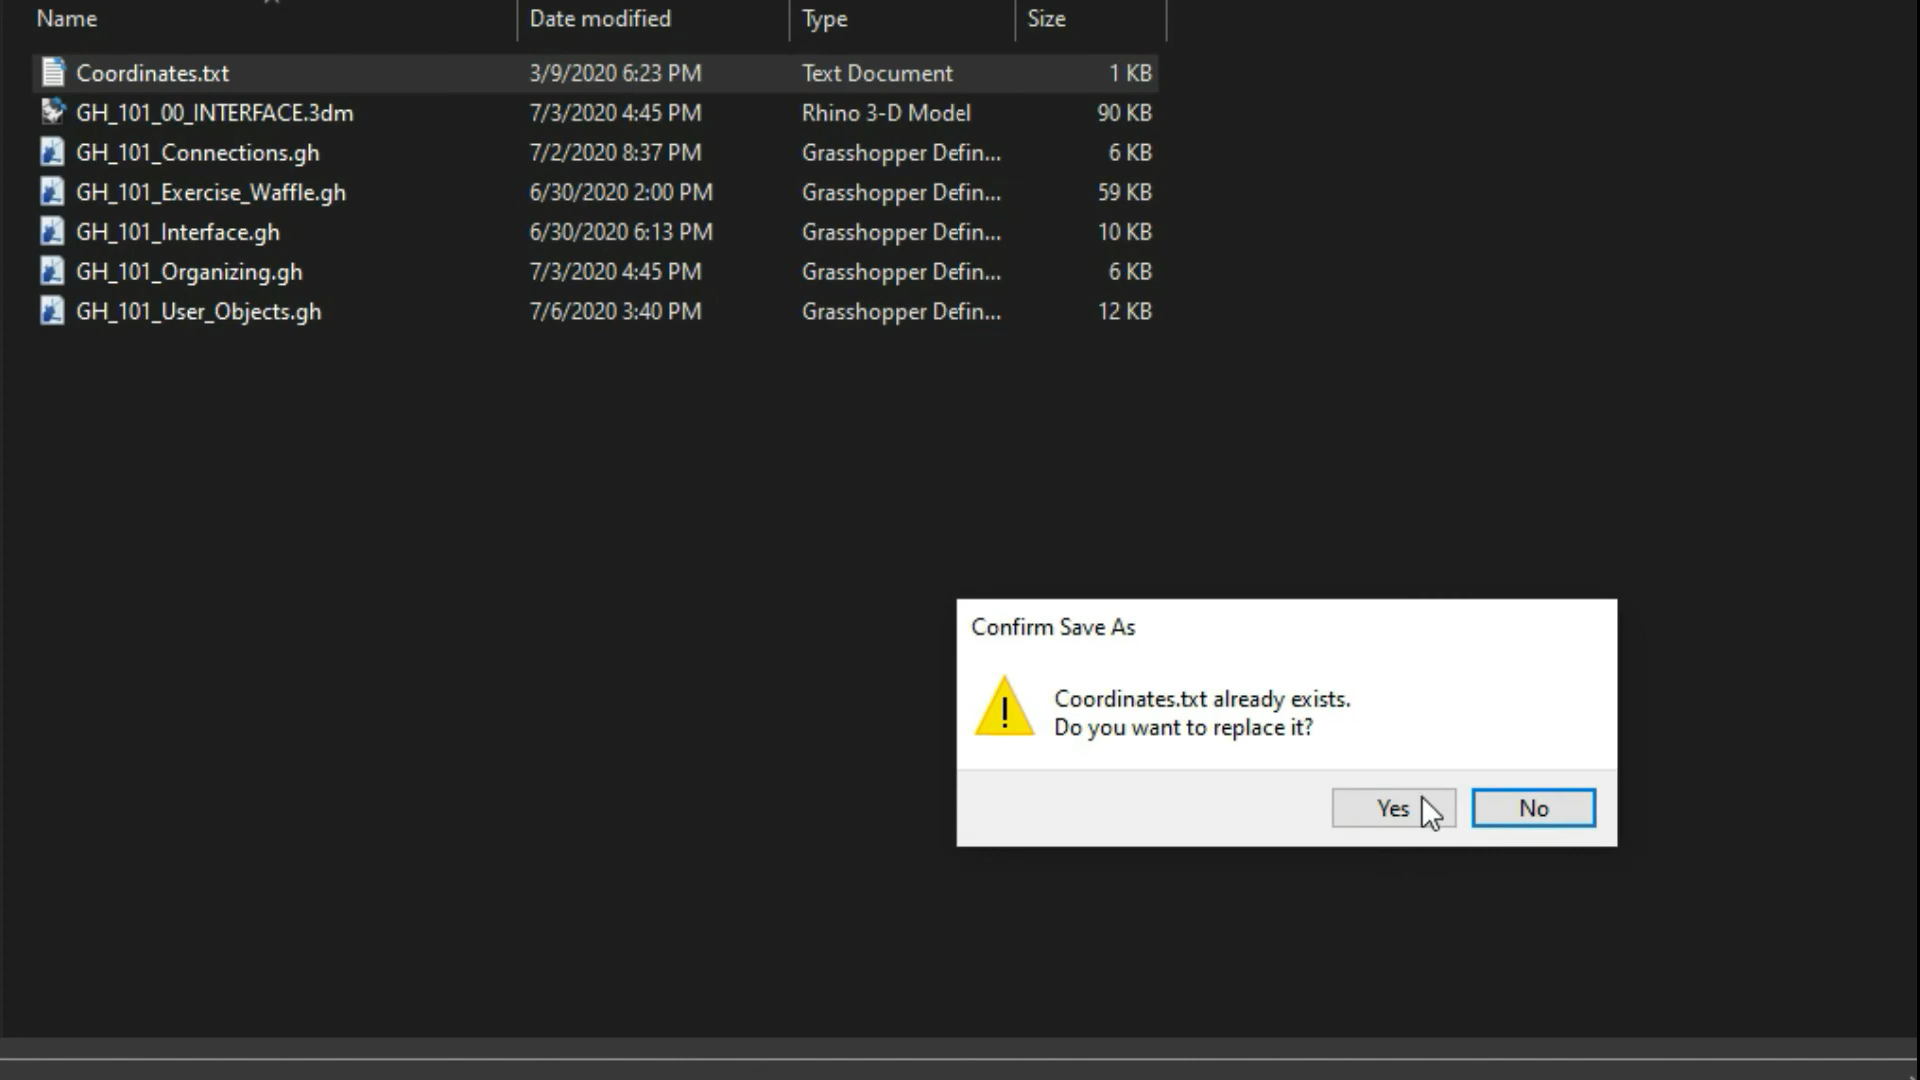 Name Date modified Type Size
Coordinates.txt 3/9/2020 6:23 PM Text Document 1 KB
GH_101_00_INTERFACE.3dm 7/3/2020 4:45 PM Rhino 3-D Model 90 KB
GH_101_Connections.gh 7/2/2020 8:37 PM Grasshopper Defin... 6 KB
GH_101_Exercise_Waffle.gh 6/30/2020 2:00 PM Grasshopper Defin... 59 KB
GH_101_Interface.gh 6/30/2020 6:13 PM Grasshopper Defin... 10 KB
GH_101_Organizing.gh 7/3/2020 4:45 PM Grasshopper Defin... 6 KB
GH_101_User_Objects.gh 7/6/2020 3:40 PM Grasshopper Defin... 12 KB
Confirm Save As
Coordinates.txt already exists.
Do you want to replace it?
Yes No